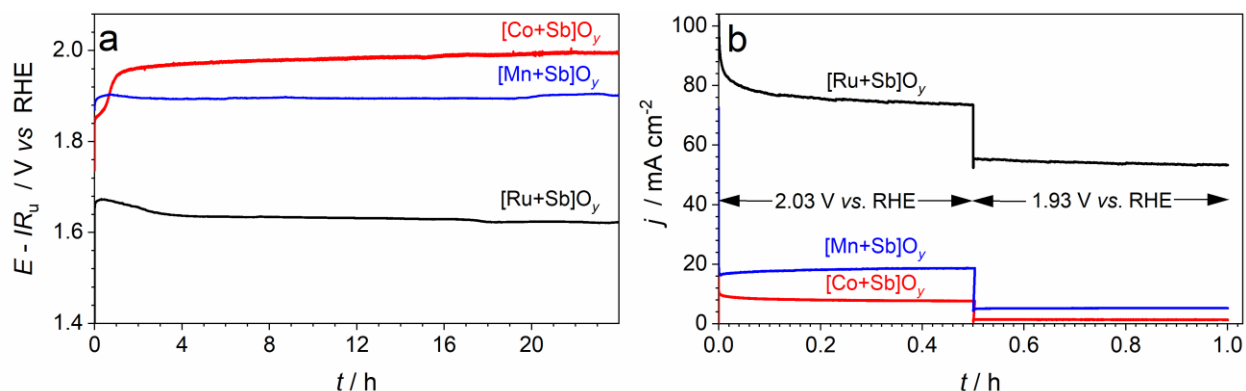 a
[Co+Sb]Oy
[Mn+Sb]Oy
[Ru+Sb]Oy
E - IRu / V vs RHE
2.0
1.8
1.6
1.4
0 4 8 12 16 20
t / h
b
[Ru+Sb]Oy
2.03 V vs. RHE 1.93 V vs. RHE
[Mn+Sb]Oy
[Co+Sb]Oy
j / mA cm-2
100
80
60
40
20
0
0.0 0.2 0.4 0.6 0.8 1.0
t / h